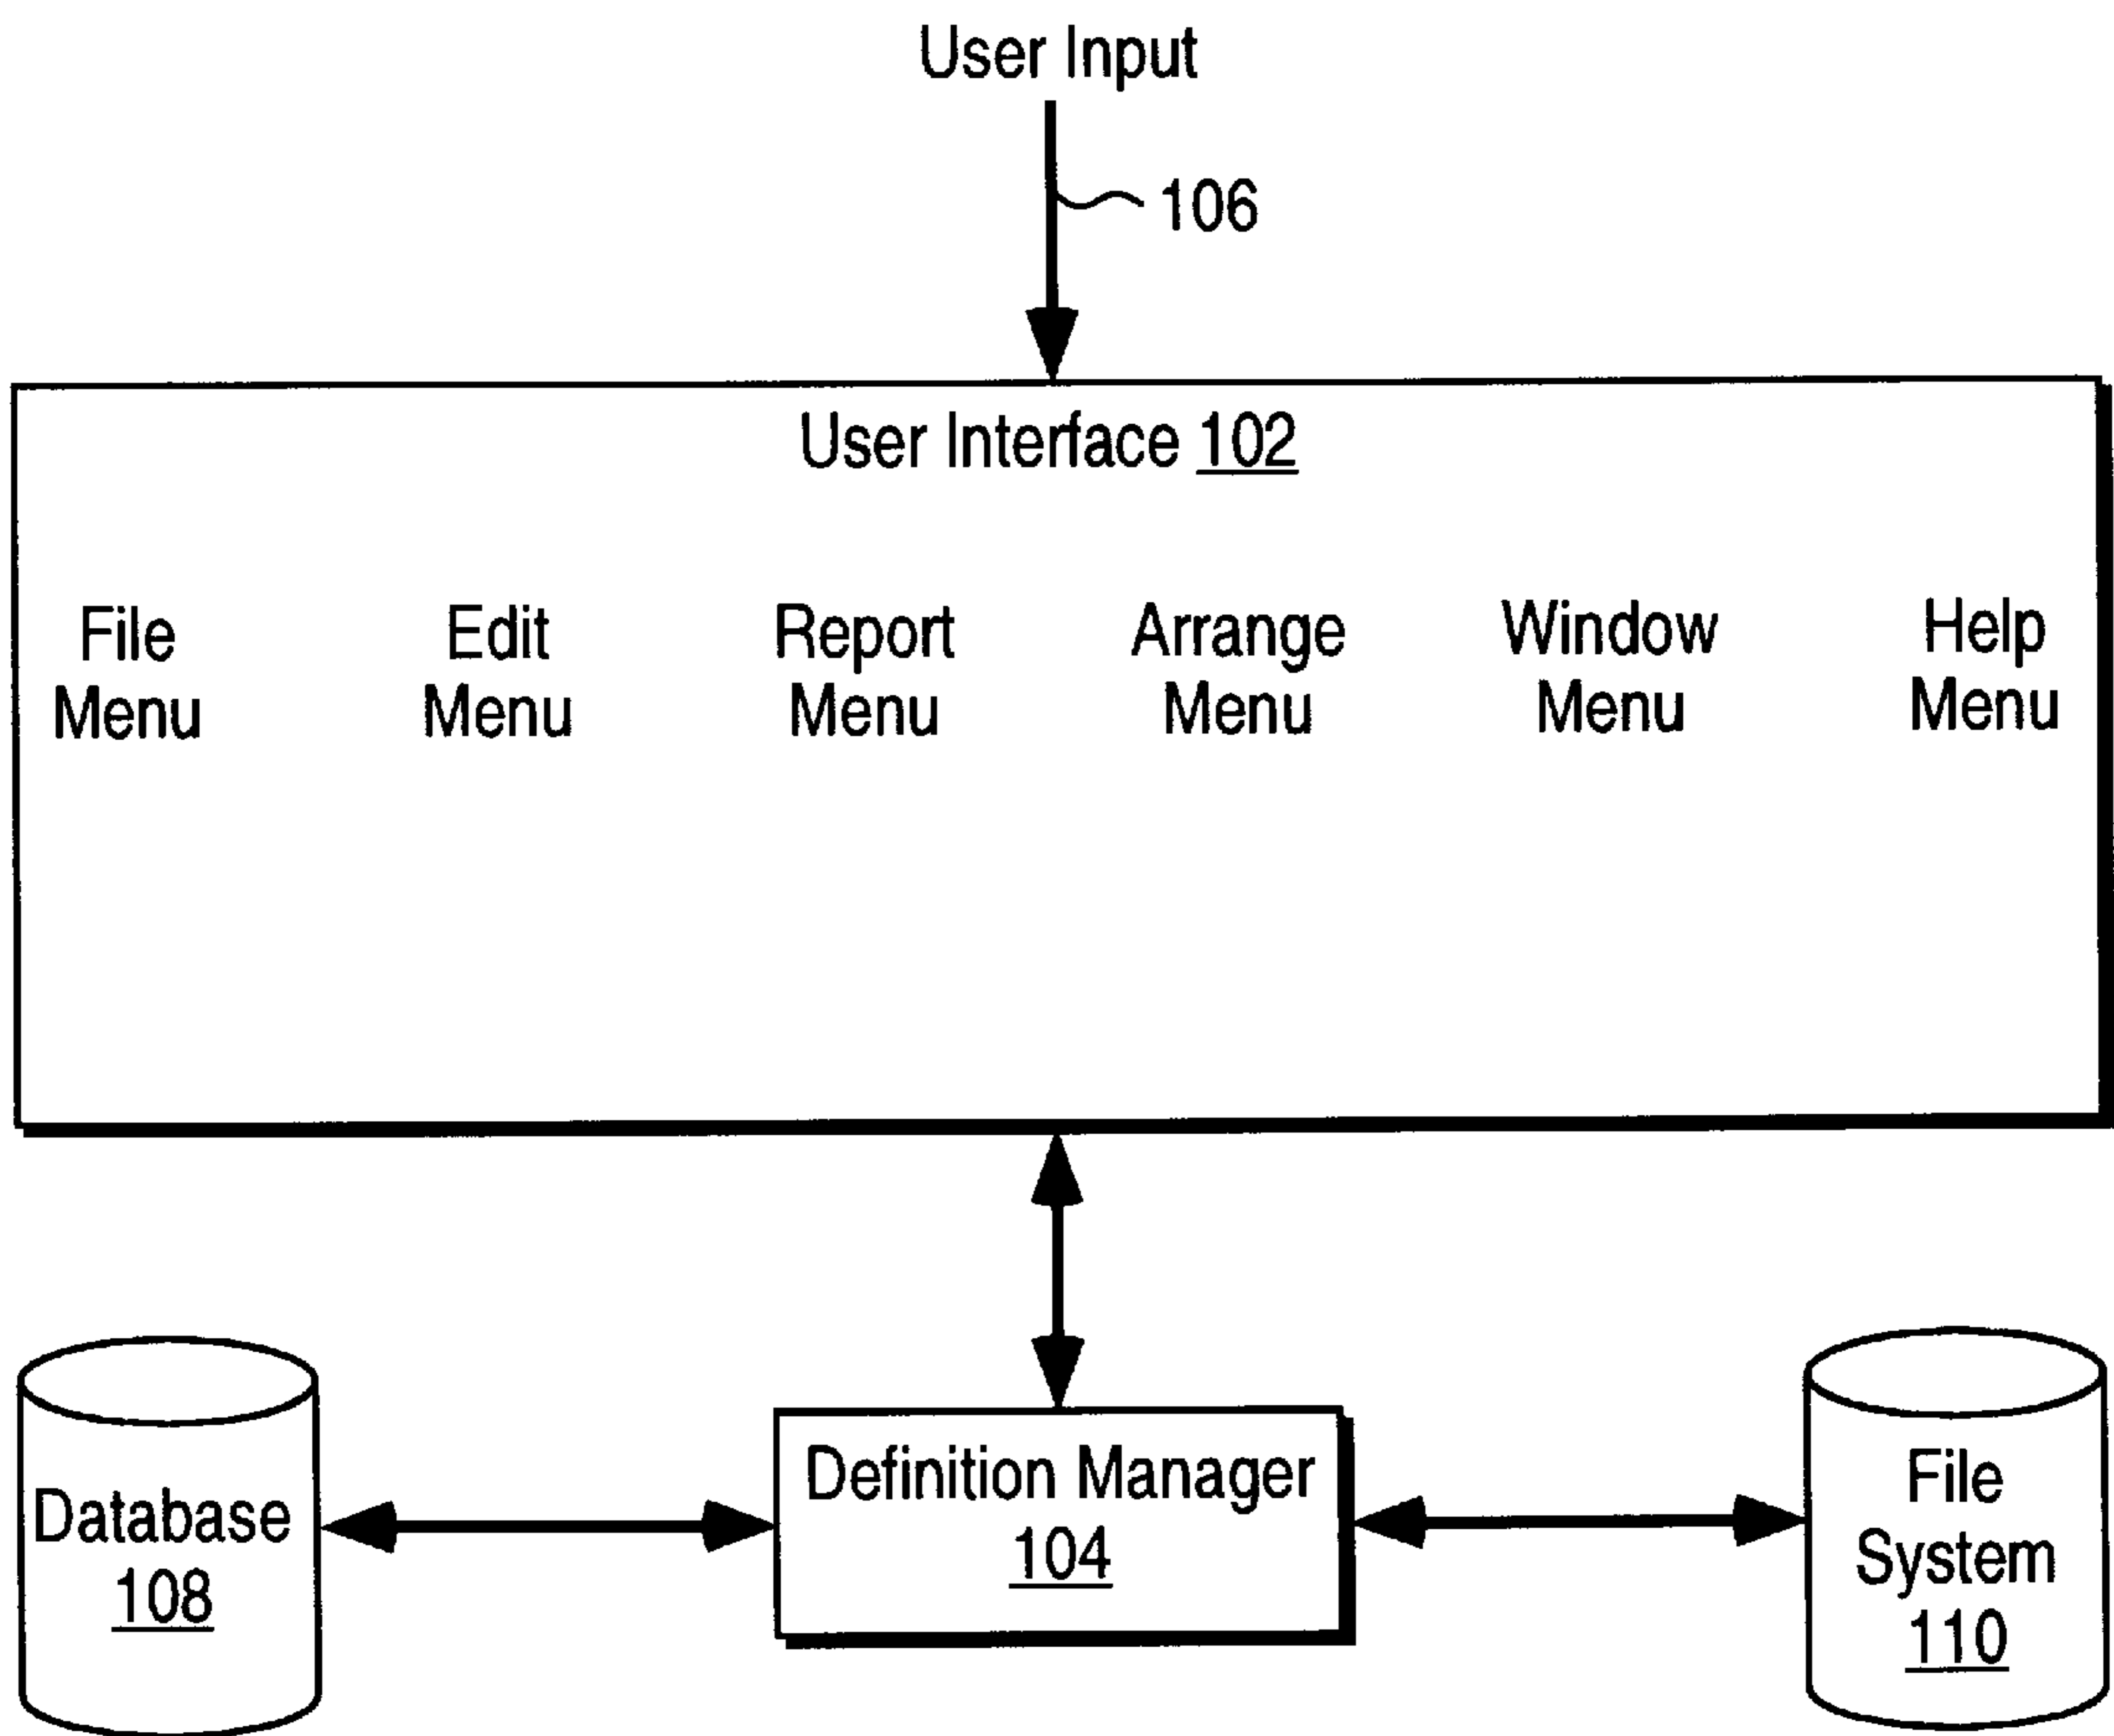 User Input
106
User Interface 102
File Menu
Edit Menu
Report Menu
Arrange Menu
Window Menu
Help Menu
Database
108
Definition Manager
104
File
System
110